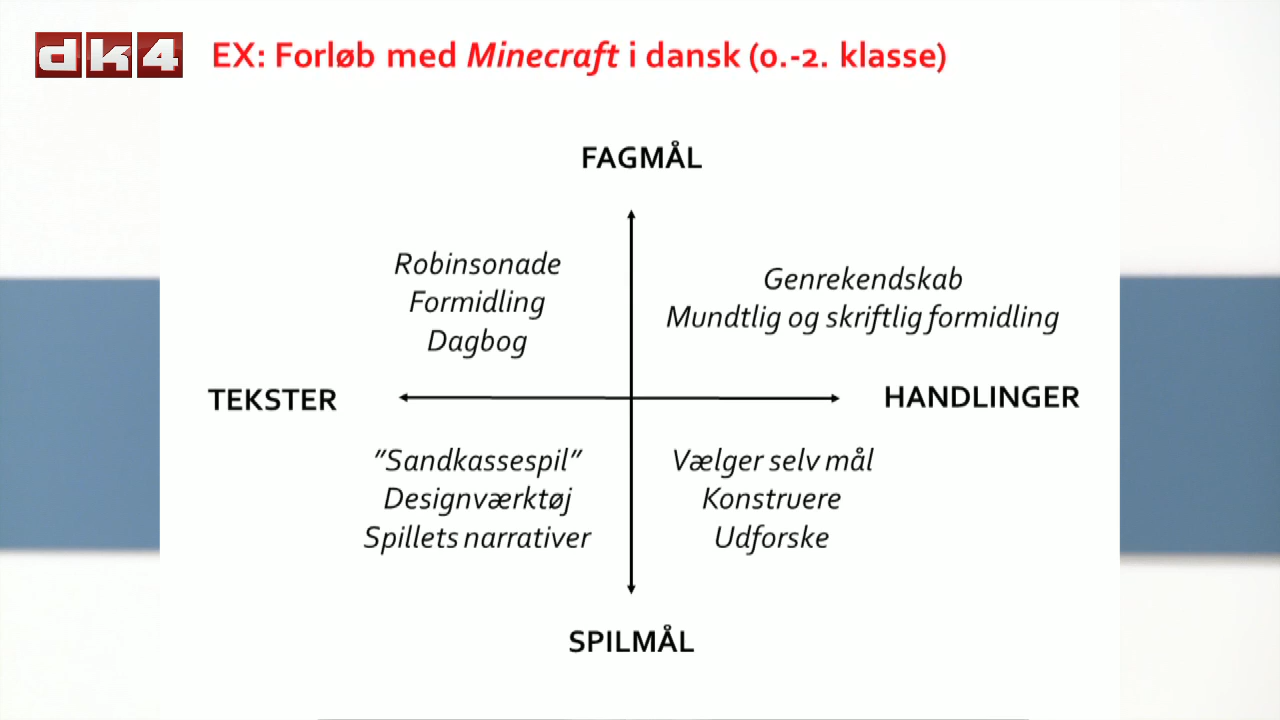 dk4
EX: Forløb med Minecraft i dansk (0.-2. klasse)
FAGMÅL
Robinsonade
Formidling
Dagbog
Genrekendskab
Mundtlig og skriftlig formidling
TEKSTER
HANDLINGER
”Sandkassespil”
Designværktøj
Spillets narrativer
Vælger selv mål
Konstruere
Udforske
SPILMÅL